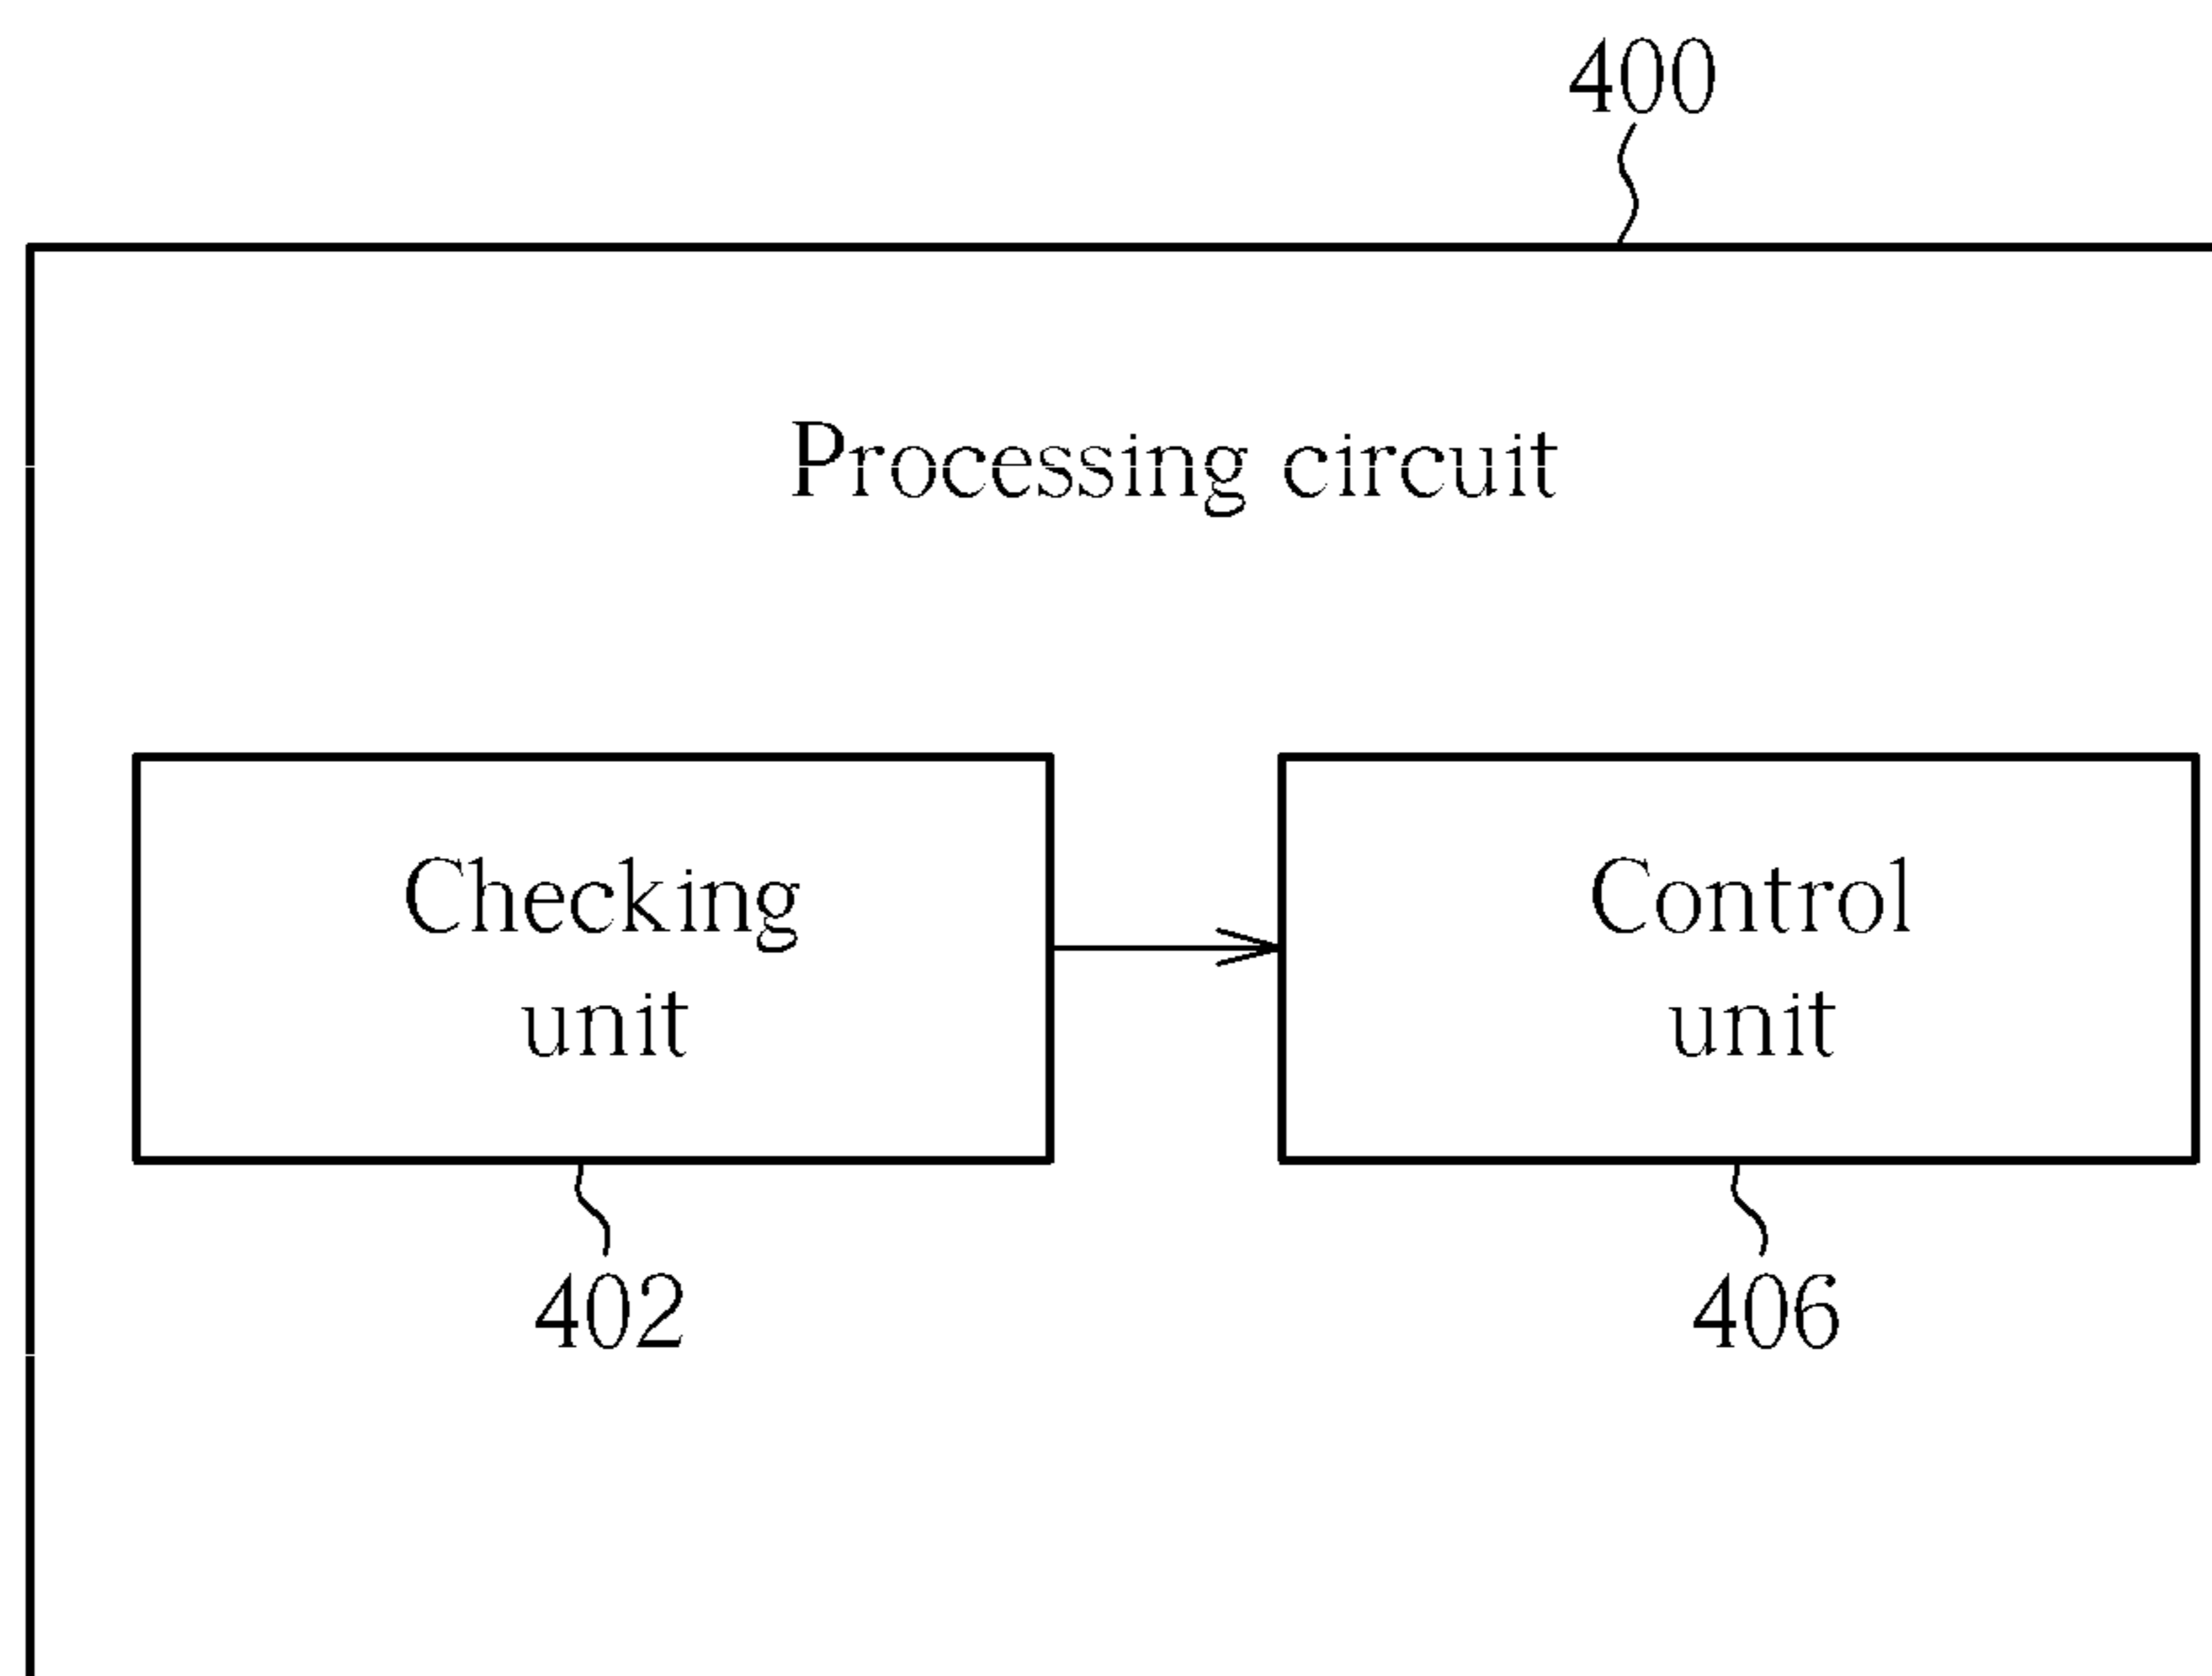 400
Processing circuit
Checking
unit
Control
unit
402
406